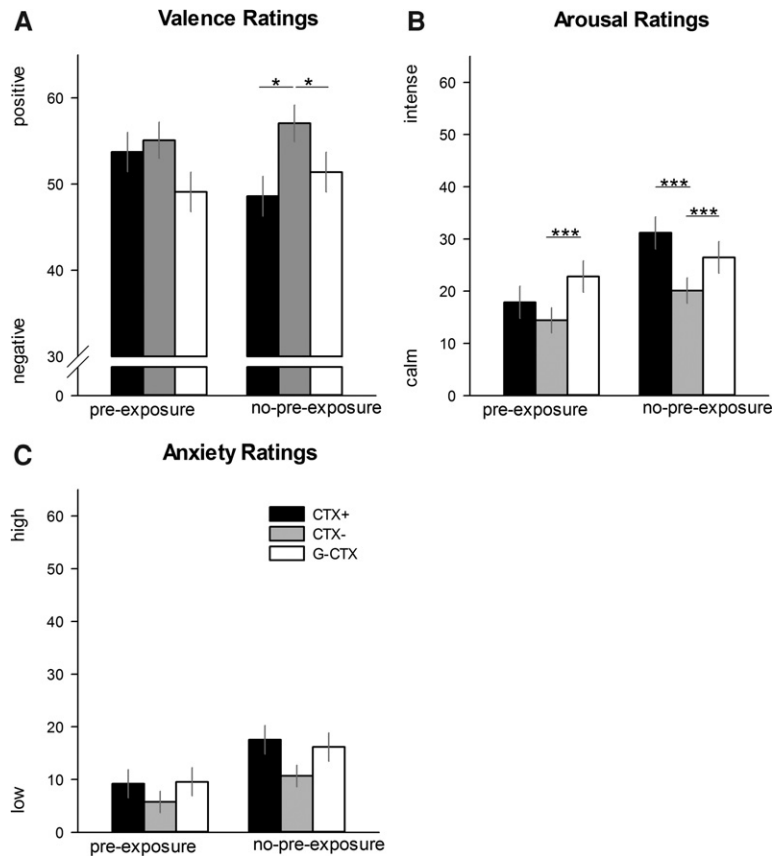 A
Valence Ratings
positive
negative
60
50
40
30
0
*
*
pre-exposure
no-pre-exposure
B
Arousal Ratings
intense
calm
60
50
40
30
20
10
0
***
***
***
pre-exposure
no-pre-exposure
C
Anxiety Ratings
high
low
60
50
40
30
20
10
0
CTX+
CTX-
G-CTX
pre-exposure
no-pre-exposure